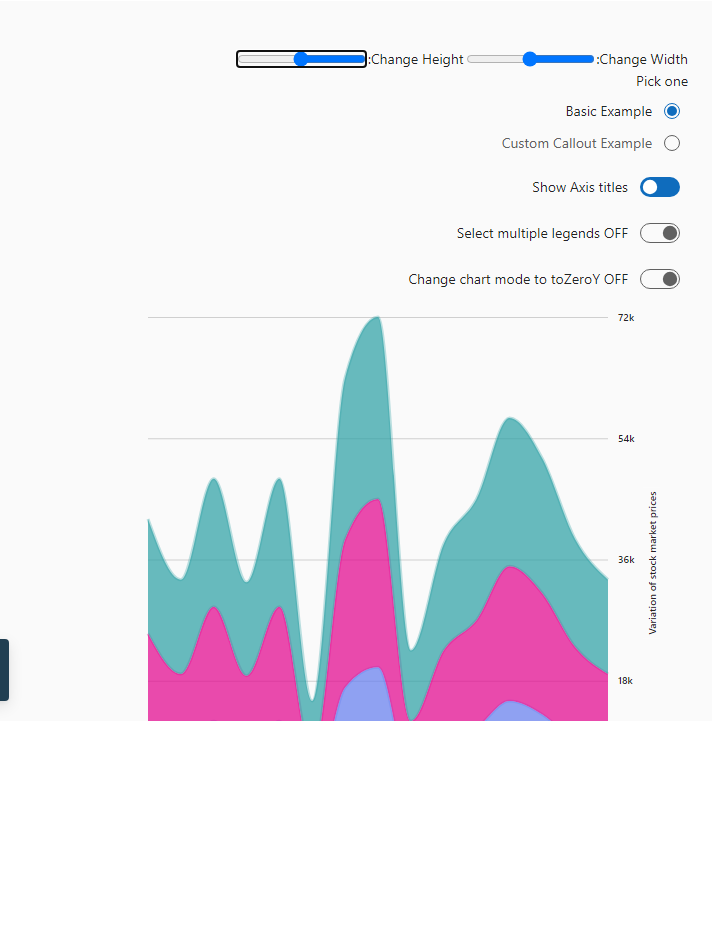 :Change Height :Change Width
Pick one
Basic Example
Custom Callout Example
Show Axis titles
Select multiple legends OFF
Change chart mode to toZeroY OFF
72k
54k
36k
18k
Variation of stock market prices